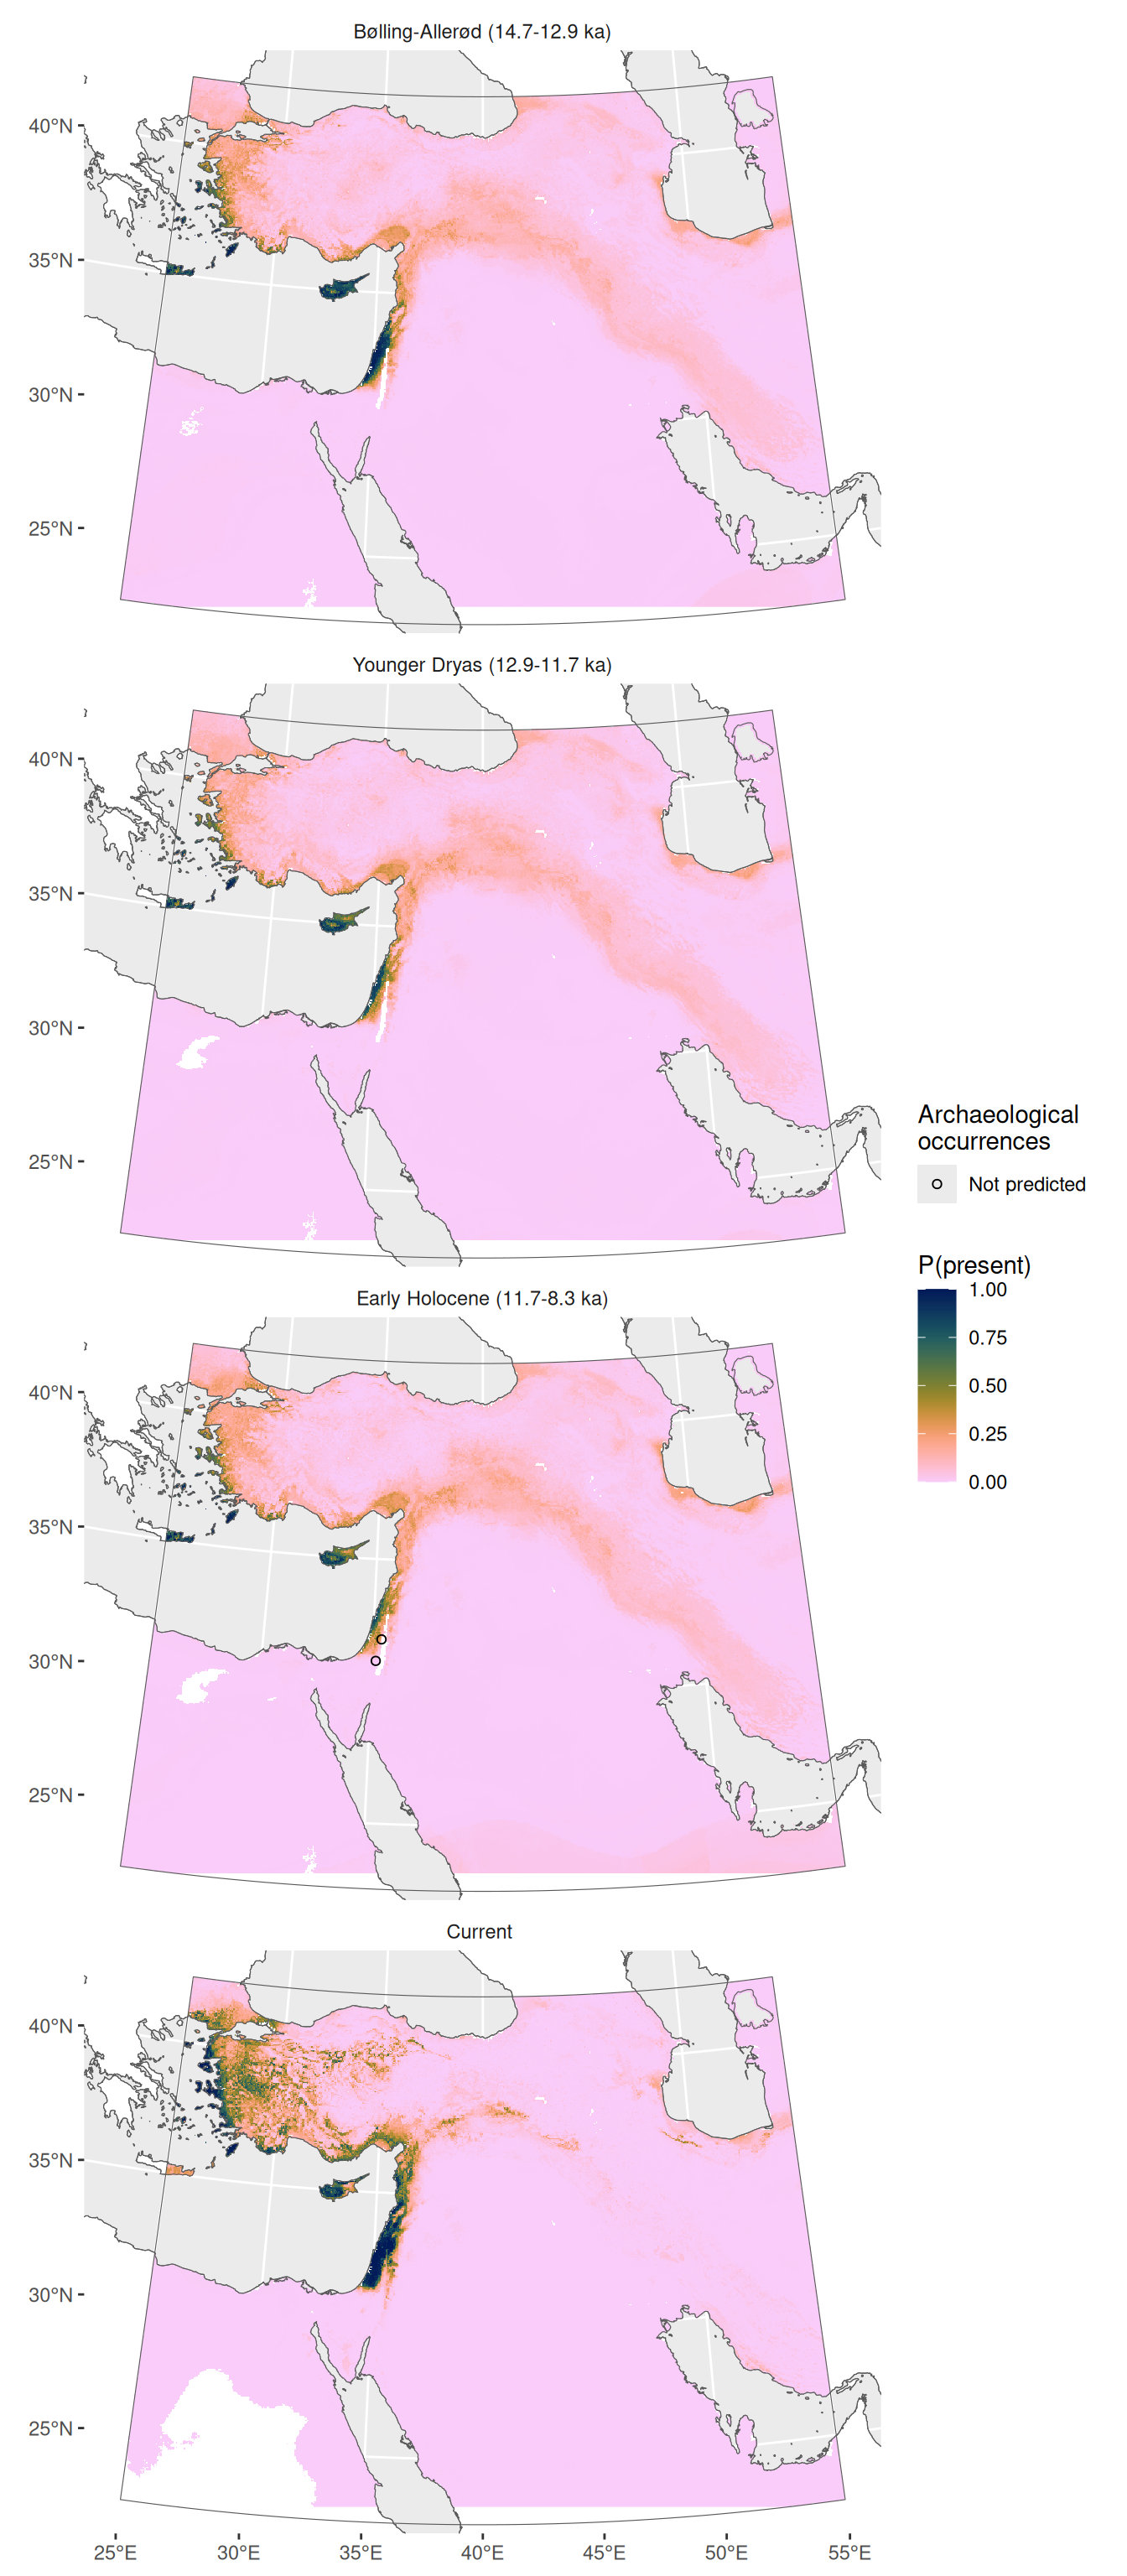 Bølling-Allerød (14.7-12.9 ka)
40°N
35°N
30°N
25°N
Younger Dryas (12.9-11.7 ka)
40°N
35°N
30°N
25°N
Archaeological
occurrences
Not predicted
P(present)
1.00
0.75
0.50
0.25
0.00
Early Holocene (11.7-8.3 ka)
40°N
35°N
30°N
25°N
Current
40°N
35°N
30°N
25°N
25°E 30°E 35°E 40°E 45°E 50°E 55°E